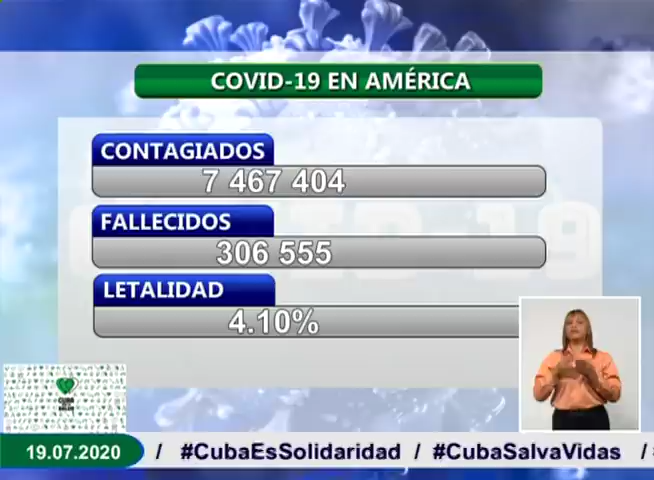 COVID-19 EN AMÉRICA
CONTAGIADOS
7 467 404
FALLECIDOS
306 555
LETALIDAD
4.10%
CUBA
19.07.2020 / #CubaEsSolidaridad / #CubaSalvaVidas /